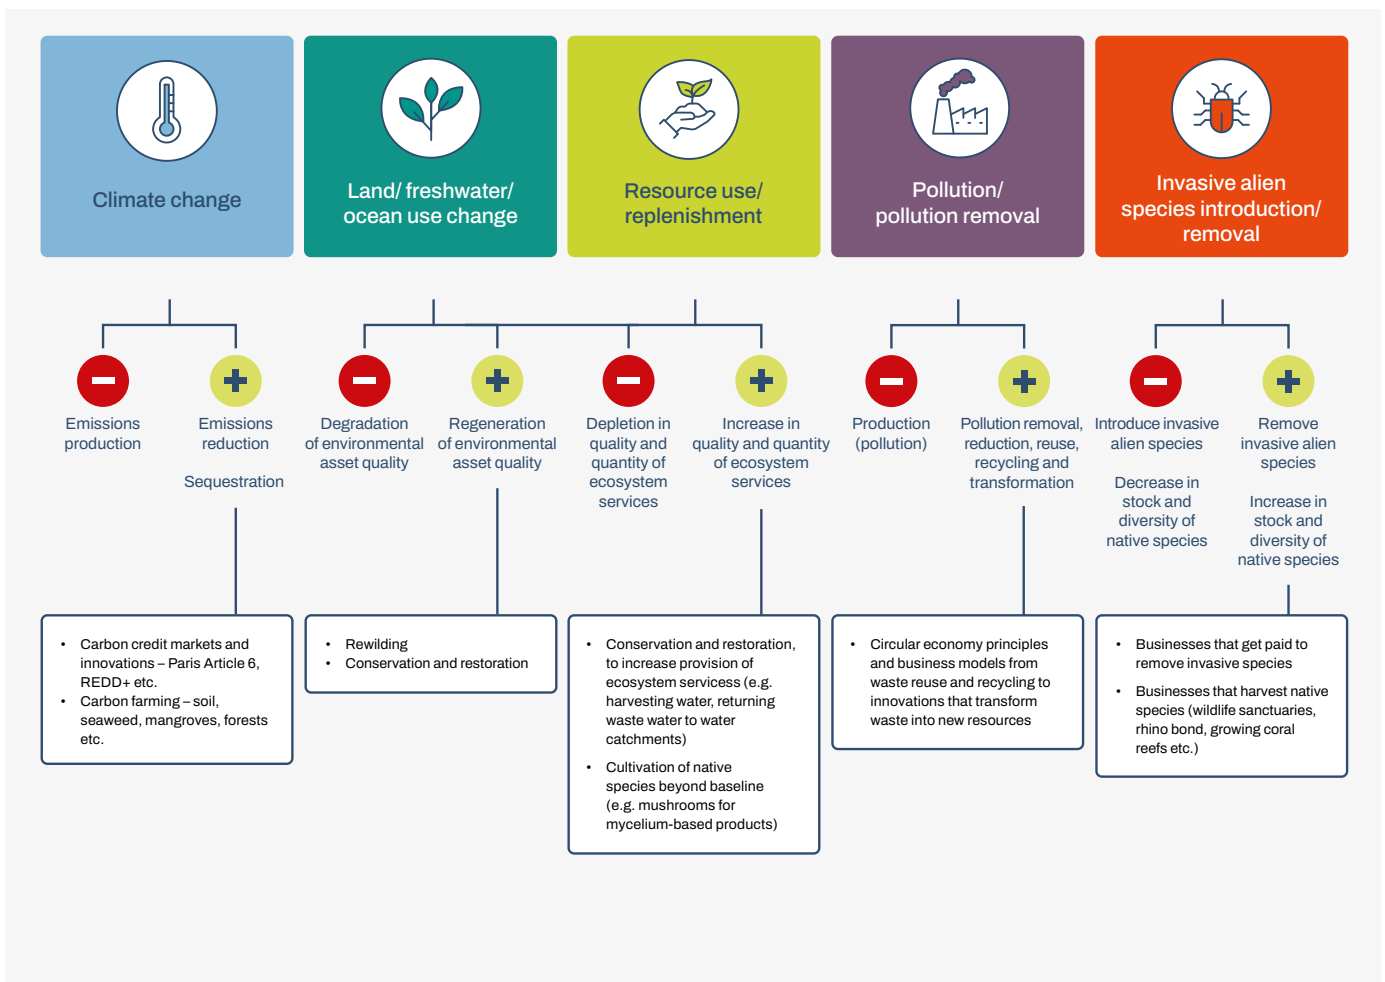 Climate change
Land/ freshwater/
ocean use change
Resource use/
replenishment
Pollution/
pollution removal
Invasive alien
species introduction/
removal
Emissions
production
Emissions
reduction
Sequestration
Degradation
of environmental
asset quality
Regeneration
of environmental
asset quality
Depletion in
quality and
quantity of
ecosystem
services
Increase in
quality and quantity
of ecosystem
services
Production
(pollution)
Pollution removal,
reduction, reuse,
recycling and
transformation
Introduce invasive
alien species
Decrease in
stock and
diversity of
native species
Remove
invasive alien
species
Increase in
stock and
diversity of
native species
• Carbon credit markets and
innovations – Paris Article 6,
REDD+ etc.
• Carbon farming – soil,
seaweed, mangroves, forests
etc.
• Rewilding
• Conservation and restoration
• Conservation and restoration,
to increase provision of
ecosystem servicess (e.g.
harvesting water, returning
waste water to water
catchments)
• Cultivation of native
species beyond baseline
(e.g. mushrooms for
mycelium-based products)
• Circular economy principles
and business models from
waste reuse and recycling to
innovations that transform
waste into new resources
• Businesses that get paid to
remove invasive species
• Businesses that harvest native
species (wildlife sanctuaries,
rhino bond, growing coral
reefs etc.)